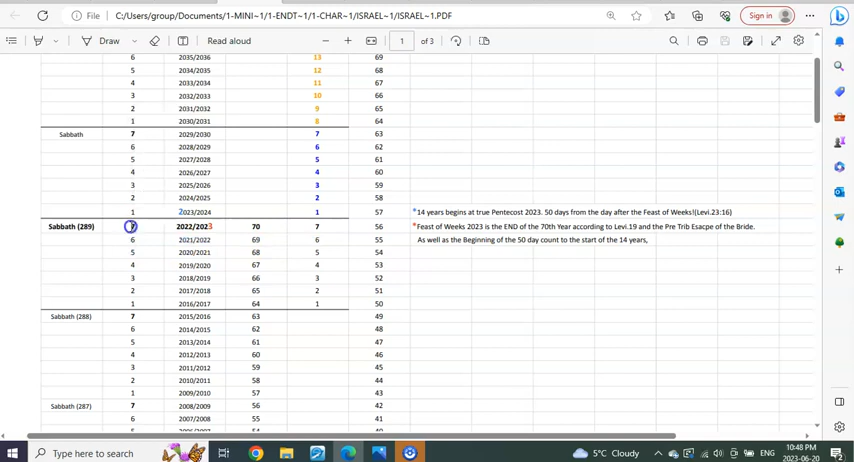 File
C:/Users/group/Documents/1-MINI~1/1-ENDT~1/1-CHAR~1/ISRAEL~1/ISRAEL~1.PDF
Sign in
Draw
Read aloud
1 of 3
6 2035/2036 13 69
5 2034/2035 12 68
4 2033/2034 11 67
3 2032/2033 10 66
2 2031/2032 9 65
1 2030/2031 8 64
Sabbath 7 2029/2030 7 63
6 2028/2029 6 62
5 2027/2028 5 61
4 2026/2027 4 60
3 2025/2026 3 59
2 2024/2025 2 58
1 2023/2024 1 57 *14 years begins at true Pentecost 2023. 50 days from the day after the Feast of Weeks!(Levi.23:16)
Sabbath (289) 7 2022/2023 70 7 56 *Feast of Weeks 2023 is the END of the 70th Year according to Levi.19 and the Pre Trib Esacpe of the Bride.
6 2021/2022 69 6 55 As well as the Beginning of the 50 day count to the start of the 14 years,
5 2020/2021 68 5 54
4 2019/2020 67 4 53
3 2018/2019 66 3 52
2 2017/2018 65 2 51
1 2016/2017 64 1 50
Sabbath (288) 7 2015/2016 63 49
6 2014/2015 62 48
5 2013/2014 61 47
4 2012/2013 60 46
3 2011/2012 59 45
2 2010/2011 58 44
1 2009/2010 57 43
Sabbath (287) 7 2008/2009 56 42
6 2007/2008 55 41
Type here to search
5°C Cloudy
ENG
10:48 PM
2023-06-20